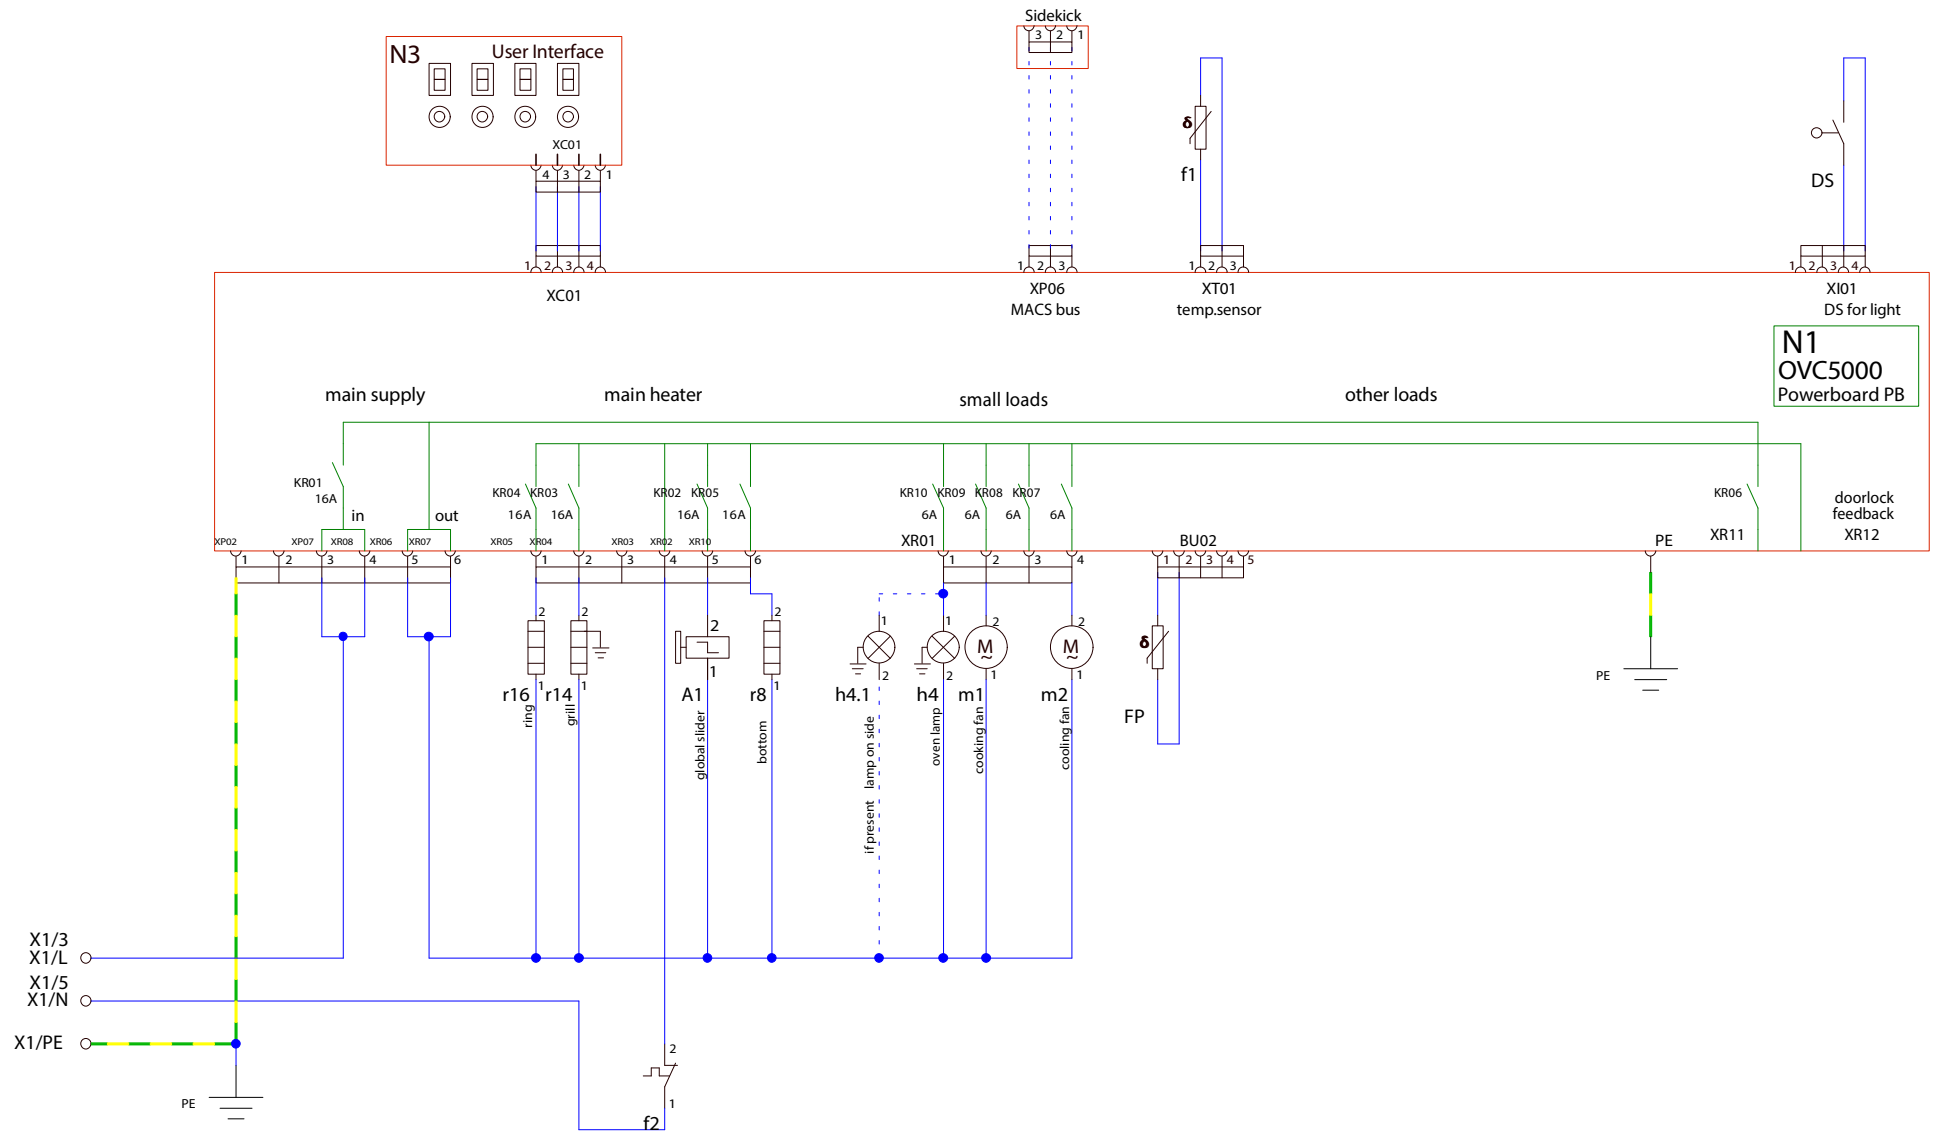 Sidekick
3 2 1
N3 User Interface
XC01
4 3 2 1
δ
f1
DS
1 2 3 4
1 2 3
1 2 3
1 2 3 4
XC01
XP06
MACS bus
XT01
temp.sensor
XI01
DS for light
N1
OVC5000
Powerboard PB
main supply
main heater
small loads
other loads
KR01
16A
KR04
16A
KR03
16A
KR02
16A
KR05
16A
KR10
6A
KR09
6A
KR08
6A
KR07
6A
KR06
doorlock
feedback
XR12
in
out
XP02
XP07
XR08
XR06
XR07
XR05
XR04
XR03
XR02
XR10
XR01
BU02
PE
XR11
1 2 3 4 5 6
1 2 3 4 5 6
1 2 3 4
1 2 3 4 5
2
1
r16
ring
2
1
r14
grill
2
1
A1
global slider
2
1
r8
bottom
1
2
h4.1
if present lamp on side
1
2
h4
oven lamp
2
M
~
1
m1
cooking fan
2
M
~
1
m2
cooling fan
δ
FP
PE
X1/3
X1/L
X1/5
X1/N
X1/PE
PE
2
1
f2